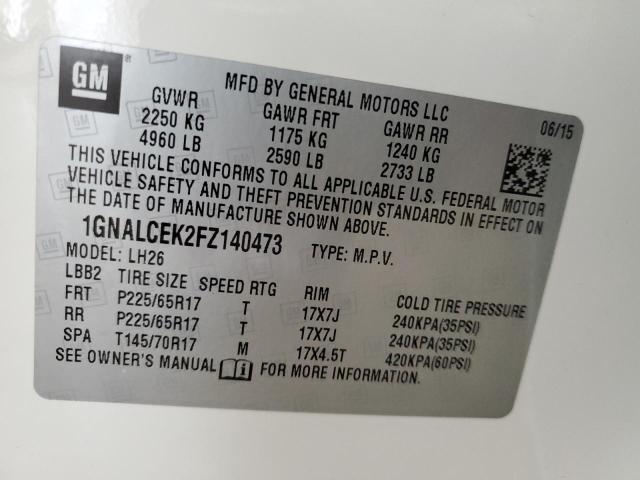 GM ®
MFD BY GENERAL MOTORS LLC
06/15
GVWR GAWR FRT GAWR RR
2250 KG 1175 KG 1240 KG
4960 LB 2590 LB 2733 LB
THIS VEHICLE CONFORMS TO ALL APPLICABLE U.S. FEDERAL MOTOR
VEHICLE SAFETY AND THEFT PREVENTION STANDARDS IN EFFECT ON
THE DATE OF MANUFACTURE SHOWN ABOVE.
1GNALCEK2FZ140473 TYPE: M.P.V.
MODEL: LH26
LBB2 TIRE SIZE SPEED RTG RIM COLD TIRE PRESSURE
FRT P225/65R17 T 17X7J 240KPA(35PSI)
RR P225/65R17 T 17X7J 240KPA(35PSI)
SPA T145/70R17 M 17X4.5T 420KPA(60PSI)
SEE OWNER'S MANUAL FOR MORE INFORMATION.